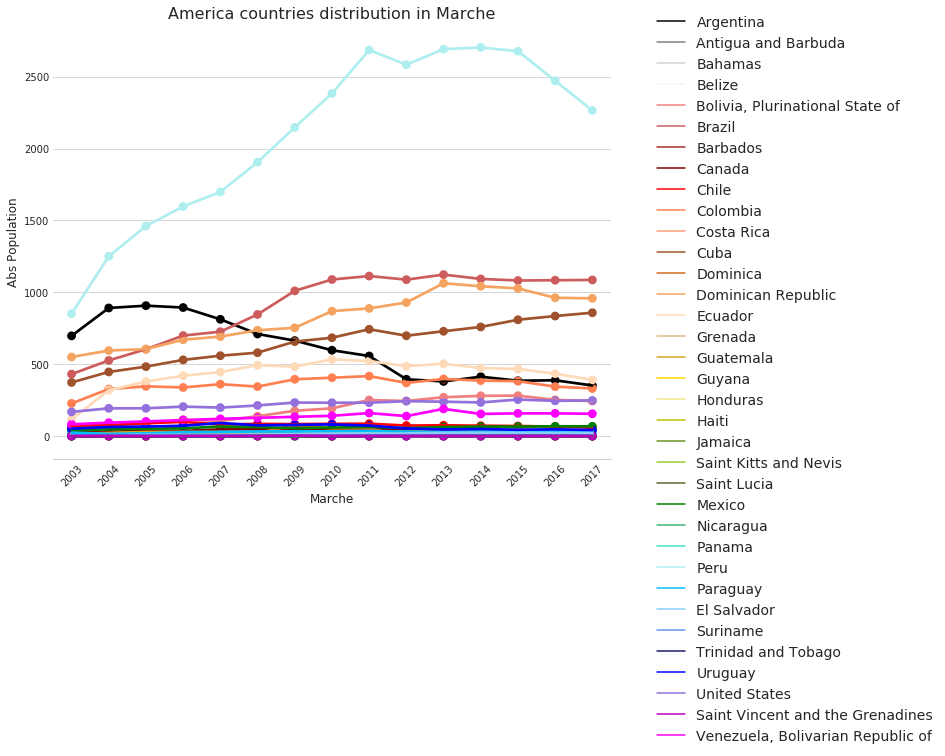 America countries distribution in Marche
Abs Population
2500
2000
1500
1000
500
0
2003
2004
2005
2006
2007
2008
2009
2010
2011
2012
2013
2014
2015
2016
2017
Marche
Argentina
Antigua and Barbuda
Bahamas
Belize
Bolivia, Plurinational State of
Brazil
Barbados
Canada
Chile
Colombia
Costa Rica
Cuba
Dominica
Dominican Republic
Ecuador
Grenada
Guatemala
Guyana
Honduras
Haiti
Jamaica
Saint Kitts and Nevis
Saint Lucia
Mexico
Nicaragua
Panama
Peru
Paraguay
El Salvador
Suriname
Trinidad and Tobago
Uruguay
United States
Saint Vincent and the Grenadines
Venezuela, Bolivarian Republic of